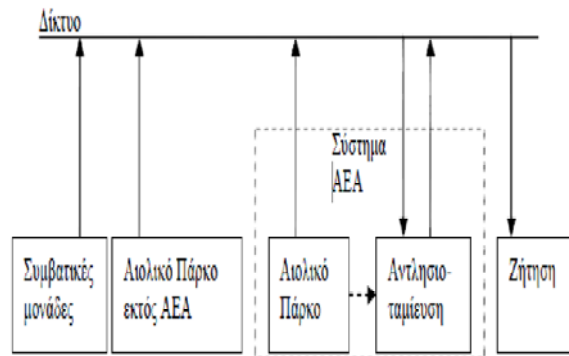 Δίκτυο
Σύστημα
ΑΕΑ
Συμβατικές
μονάδες
Αιολικό Πάρκο
εκτός ΑΕΑ
Αιολικό
Πάρκο
Αντλησιο-
ταμίευση
Ζήτηση